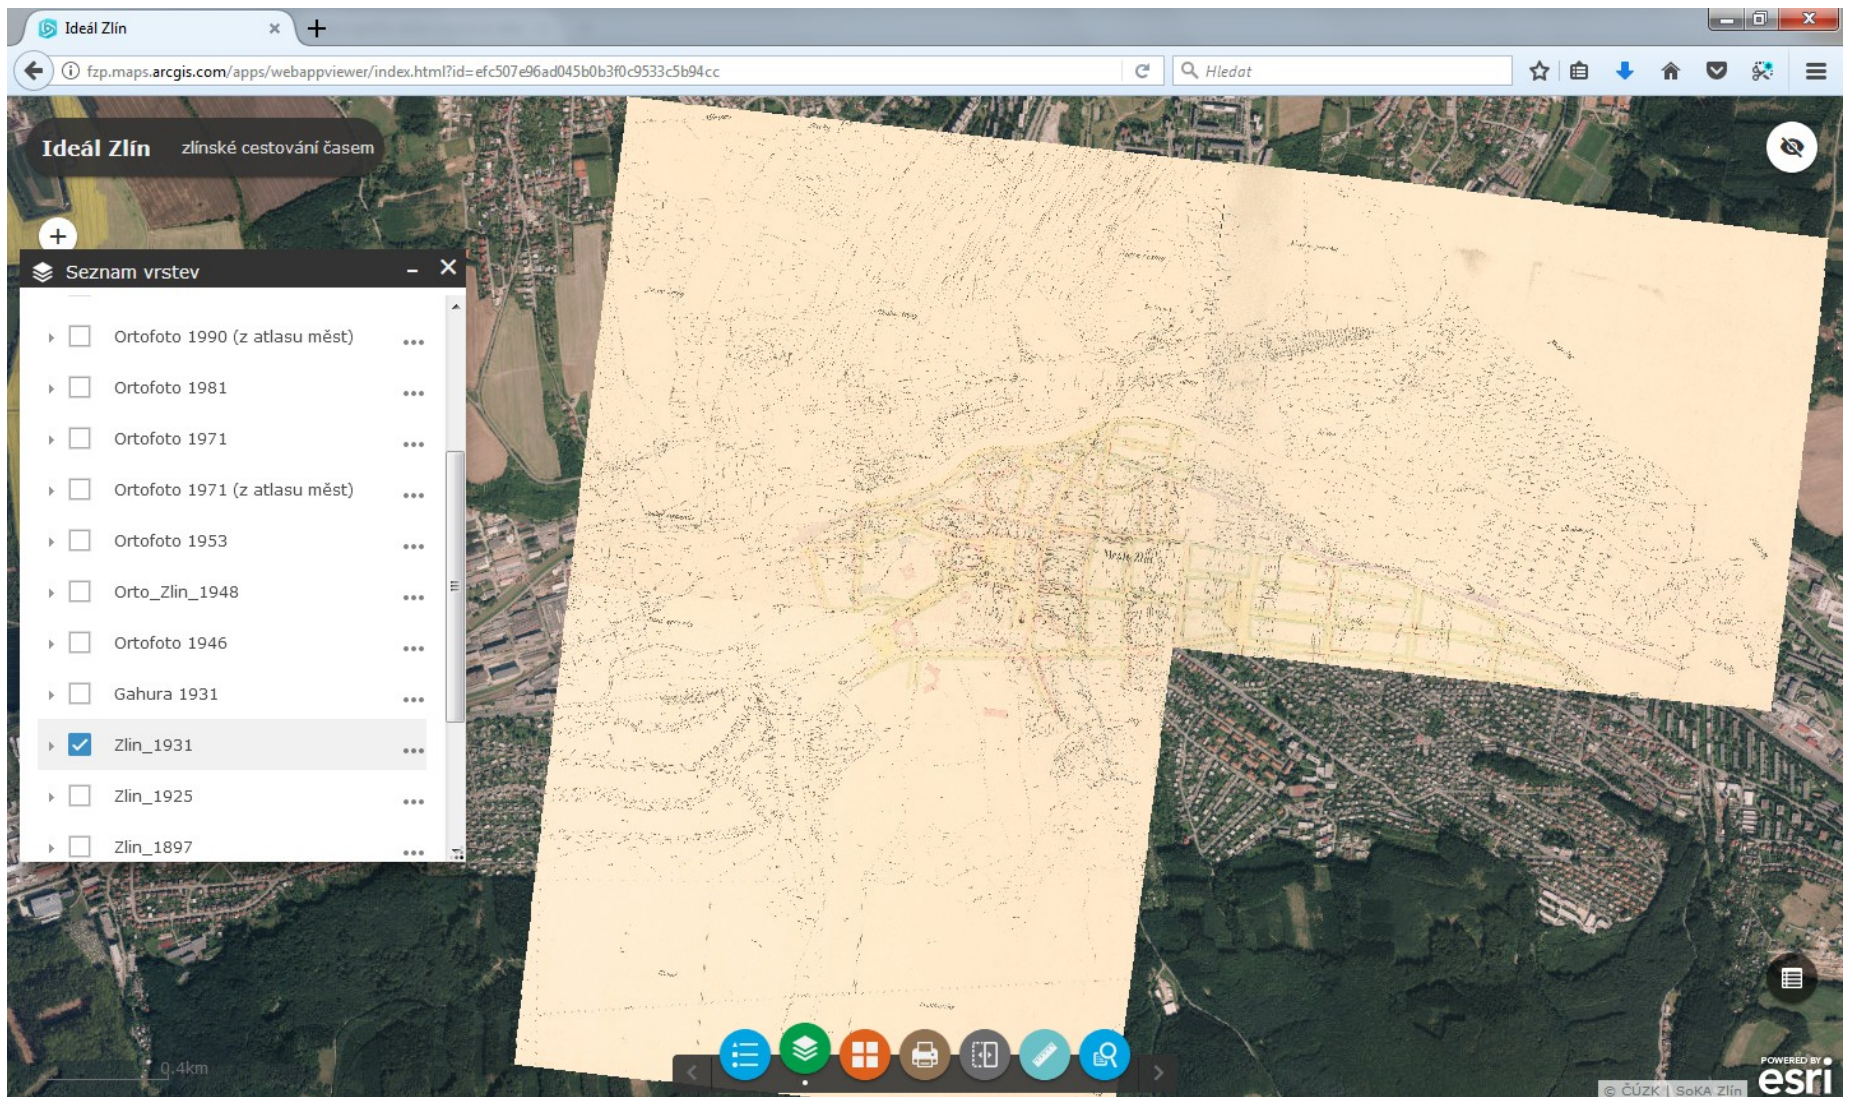 Ideál Zlín
fzp.maps.arcgis.com/apps/webappviewer/index.html?id=efc507e96ad045b0b3f0c9533c5b94cc
Hledat
Ideál Zlín zlínské cestování časem
Seznam vrstev
Ortofoto 1990 (z atlasu měst)
Ortofoto 1981
Ortofoto 1971
Ortofoto 1971 (z atlasu měst)
Ortofoto 1953
Orto_Zlin_1948
Ortofoto 1946
Gahura 1931
Zlin_1931
Zlin_1925
Zlin_1897
0.4km
POWERED BY
esri
© ČÚZK | SoKA Zlín